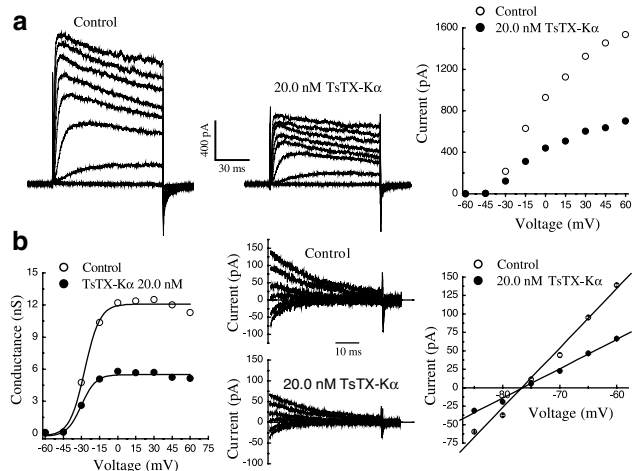 a
Control
20.0 nM TsTX-Kα
400 pA
30 ms
Control
20.0 nM TsTX-Kα
Current (pA)
1600
1200
800
400
0
-60 -45 -30 -15 0 15 30 45 60
Voltage (mV)
b
Control
TsTX-Kα 20.0 nM
Conductance (nS)
15
12
9
6
3
0
-60 -45 -30 -15 0 15 30 45 60 75
Voltage (mV)
Control
Current (pA)
150
100
50
0
-50
-100
10 ms
20.0 nM TsTX-Kα
Current (pA)
150
100
50
0
-50
Control
20.0 nM TsTX-Kα
Current (pA)
150
125
100
75
50
25
0
-25
-50
-75
-80 -70 -60
Voltage (mV)